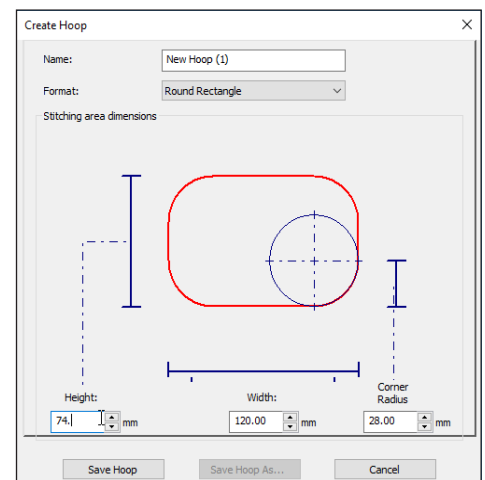 Create Hoop
Name:
New Hoop (1)
Format:
Round Rectangle
Stitching area dimensions
Height:
Width:
Corner
Radius
74. mm
120.00 mm
28.00 mm
Save Hoop
Save Hoop As...
Cancel